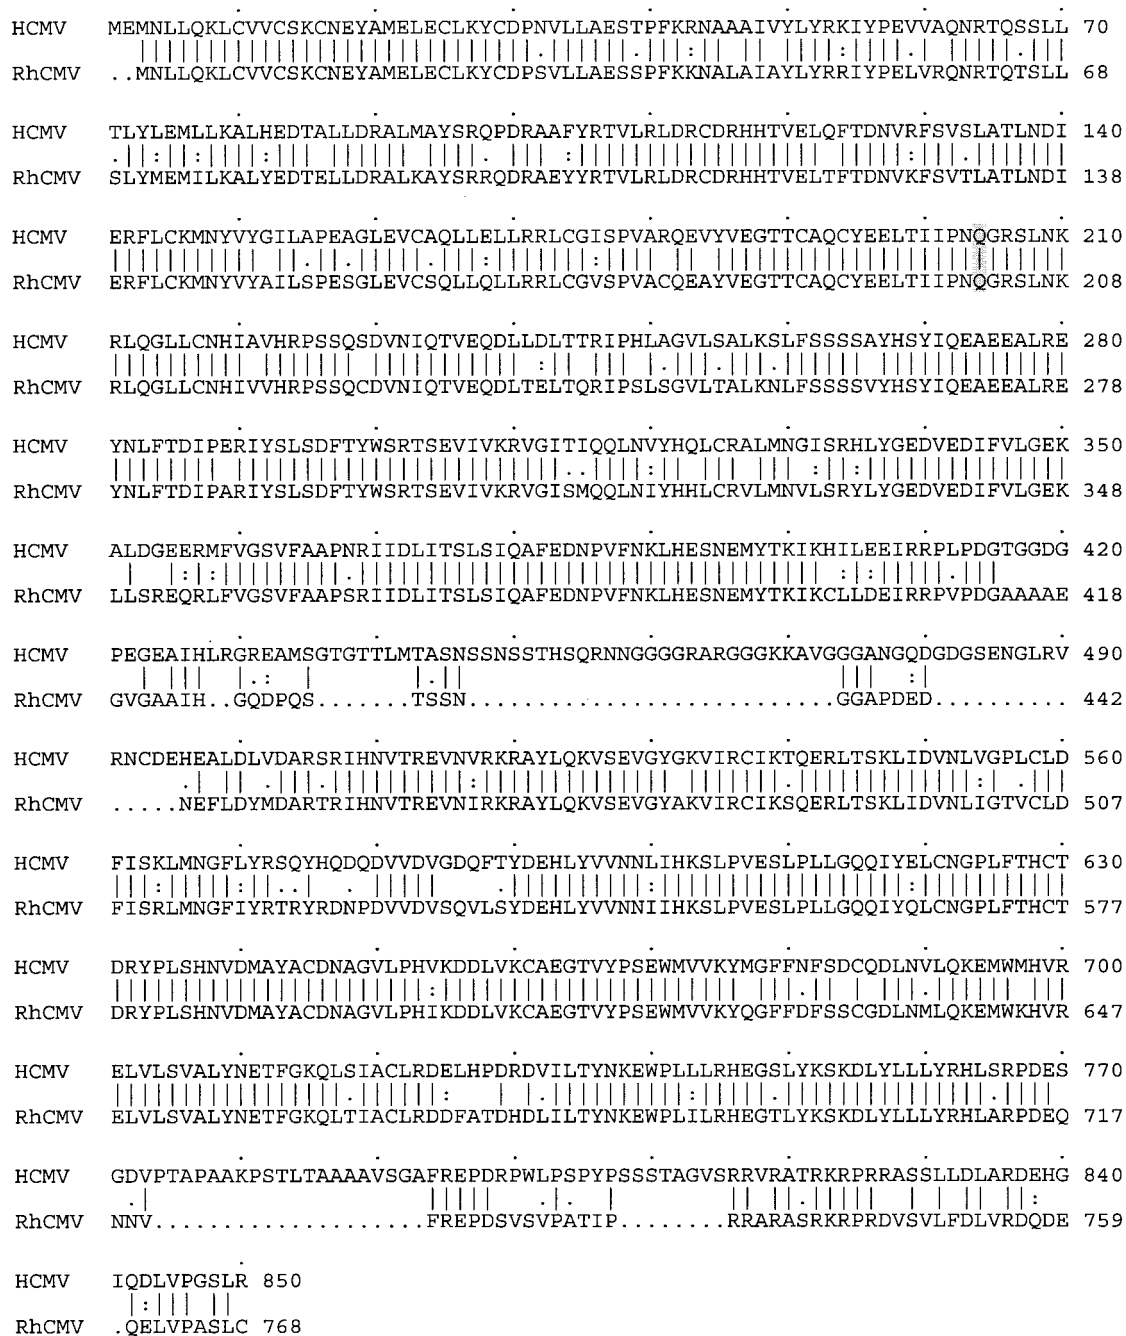 HCMV MEMNLLQKLCVVCSKCNEYAMELECLKYCDPNVLLAESTPFKRNAAAIVYLYRKIYPEVVAQNRTQSSLL 70
RhCMV ..MNLLQKLCVVCSKCNEYAMELECLKYCDPSVLLAESSPFKKNALAIAYLYRRIYPELVRQNRTQTSLL 68
HCMV TLYLEMLLKALHEDTALLDRALMAYSRQPDRAAFYRTVLRLDRCDRHHTVELQFTDNVRFSVSLATLNDI 140
RhCMV SLYMEMILKALYEDTELLDRALKAYSRRQDRAEYYRTVLRLDRCDRHHTVELTFTDNVKFSVTLATLNDI 138
HCMV ERFLCKMNYVYGILAPEAGLEVCAQLLELLRRLCGISPVARQEVYVEGTTCAQCYEELTIIPNQGRSLNK 210
RhCMV ERFLCKMNYVYAILSPESGLEVCSQLLQLLRRLCGVSPVACQEAYVEGTTCAQCYEELTIIPNQGRSLNK 208
HCMV RLQGLLCNHIAVHRPSSQSDVNIQTVEQDLLDLTTRIPHLAGVLSALKSLFSSSSAYHSYIQEAEEALRE 280
RhCMV RLQGLLCNHIVVHRPSSQCDVNIQTVEQDLTELTQRIPSLSGVLTALKNLFSSSSVYHSYIQEAEEALRE 278
HCMV YNLFTDIPERIYSLSDFTYWSRTSEVIVKRVGITIQQLNVYHQLCRALMNGISRHLYGEDVEDIFVLGEK 350
RhCMV YNLFTDIPARIYSLSDFTYWSRTSEVIVKRVGISMQQLNIYHHLCRVLMNVLSRYLYGEDVEDIFVLGEK 348
HCMV ALDGEERMFVGSVFAAPNRIIDLITSLSIQAFEDNPVFNKLHESNEMYTKIKHILEEIRRPLPDGTGGDG 420
RhCMV LLSREQRLFVGSVFAAPSRIIDLITSLSIQAFEDNPVFNKLHESNEMYTKIKCLLDEIRRPVPDGAAAAE 418
HCMV PEGEAIHLRGREAMSGTGTTLMTASNSSNSSTHSQRNNGGGGRARGGGKKAVGGGANGQDGDGSENGLRV 490
RhCMV GVGAAIH..GQDPQS.......TSSN...........................GGAPDED.......... 442
HCMV RNCDEHEALDLVDARSRIHNVTREVNVRKRAYLQKVSEVGYGKVIRCIKTQERLTSKLIDVNLVGPLCLD 560
RhCMV .....NEFLDYMDARTRIHNVTREVNIRKRAYLQKVSEVGYAKVIRCIKSQERLTSKLIDVNLIGTVCLD 507
HCMV FISKLMNGFLYRSQYHQDQDVVDVGDQFTYDEHLYVVNNLIHKSLPVESLPLLGQQIYELCNGPLFTHCT 630
RhCMV FISRLMNGFIYRTRYRDNPDVVDVSQVLSYDEHLYVVNNIIHKSLPVESLPLLGQQIYQLCNGPLFTHCT 577
HCMV DRYPLSHNVDMAYACDNAGVLPHVKDDLVKCAEGTVYPSEWMVVKYMGFFNFSDCQDLNVLQKEMWMHVR 700
RhCMV DRYPLSHNVDMAYACDNAGVLPHIKDDLVKCAEGTVYPSEWMVVKYQGFFDFSSCGDLNMLQKEMWKHVR 647
HCMV ELVLSVALYNETFGKQLSIACLRDELHPDRDVILTYNKEWPLLLRHEGSLYKSKDLYLLLYRHLSRPDES 770
RhCMV ELVLSVALYNETFGKQLTIACLRDDFATDHDLILTYNKEWPLILRHEGTLYKSKDLYLLLYRHLARPDEQ 717
HCMV GDVPTAPAAKPSTLTAAAAVSGAFREPDRPWLPSPYPSSSTAGVSRRVRATRKRPRRASSLLDLARDEHG 840
RhCMV NNV....................FREPDSVSVPATIP........RRARASRKRPRDVSVLFDLVRDQDE 759
HCMV IQDLVPGSLR 850
RhCMV .QELVPASLC 768